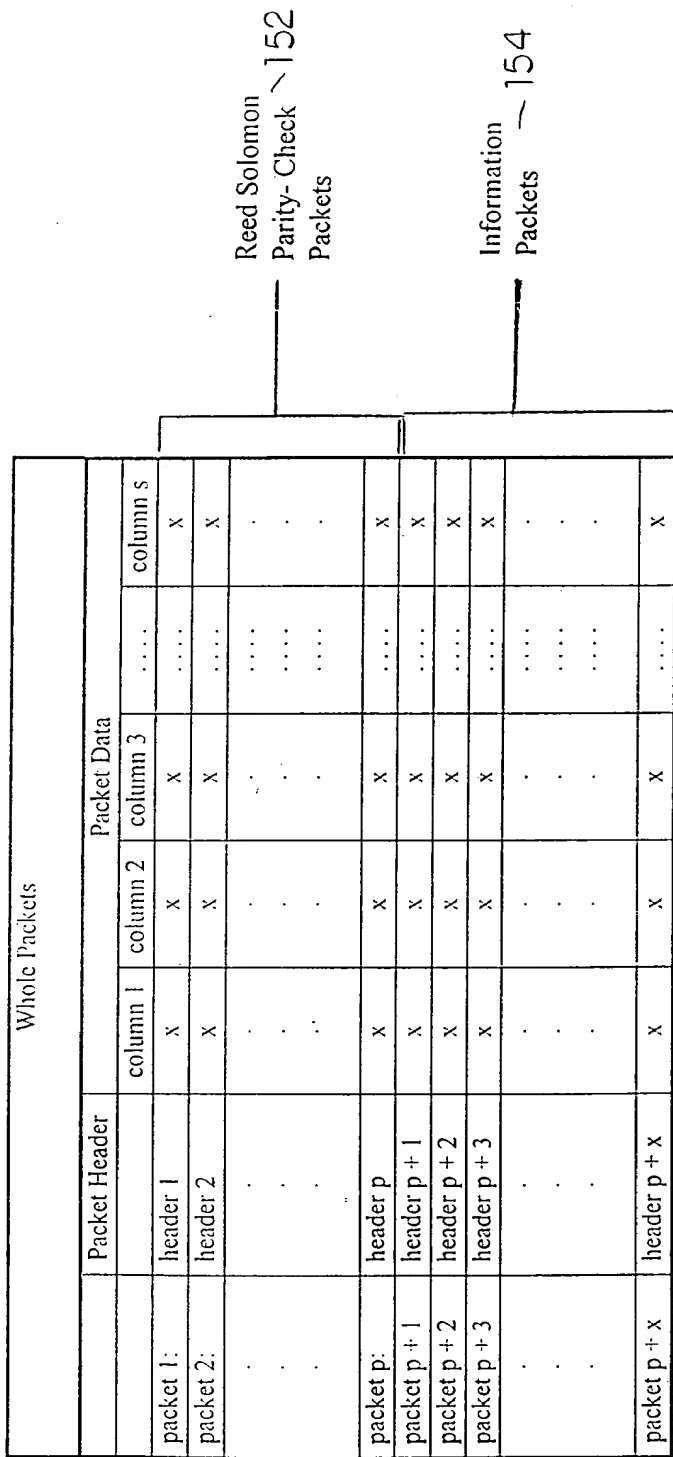 Whole Packets
Packet Header Packet Data
column 1 column 2 column 3 .... column s
packet 1: header 1 x x x .... x
packet 2: header 2 x x x .... x
. . . . . .... .
. . . . . .... .
. . . . . .... .
packet p: header p x x x .... x
packet p + 1 header p + 1 x x x .... x
packet p + 2 header p + 2 x x x .... x
packet p + 3 header p + 3 x x x .... x
. . . . . .... .
. . . . . .... .
. . . . . .... .
packet p + x header p + x x x x .... x
Reed Solomon
Parity- Check 152
Packets
Information
Packets 154